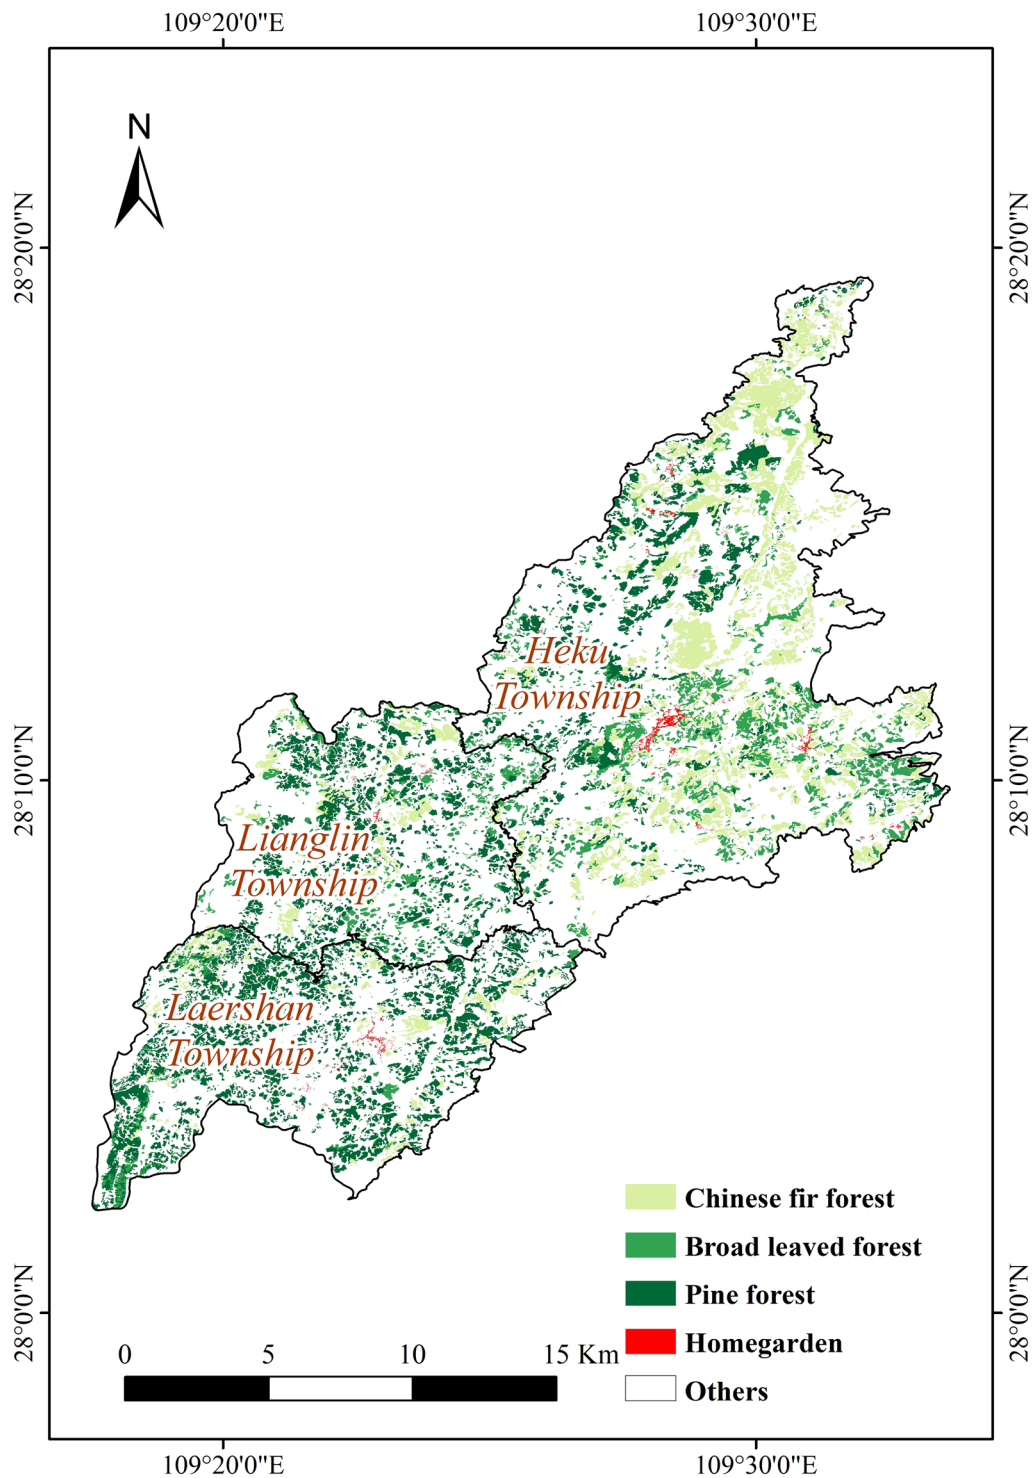 109°20'0"E
109°30'0"E
N
28°20'0"N
28°20'0"N
Heku
Township
28°10'0"N
28°10'0"N
Lianglin
Township
Laershan
Township
Chinese fir forest
Broad leaved forest
Pine forest
Homegarden
Others
28°0'0"N
28°0'0"N
0 5 10 15 Km
109°20'0"E
109°30'0"E